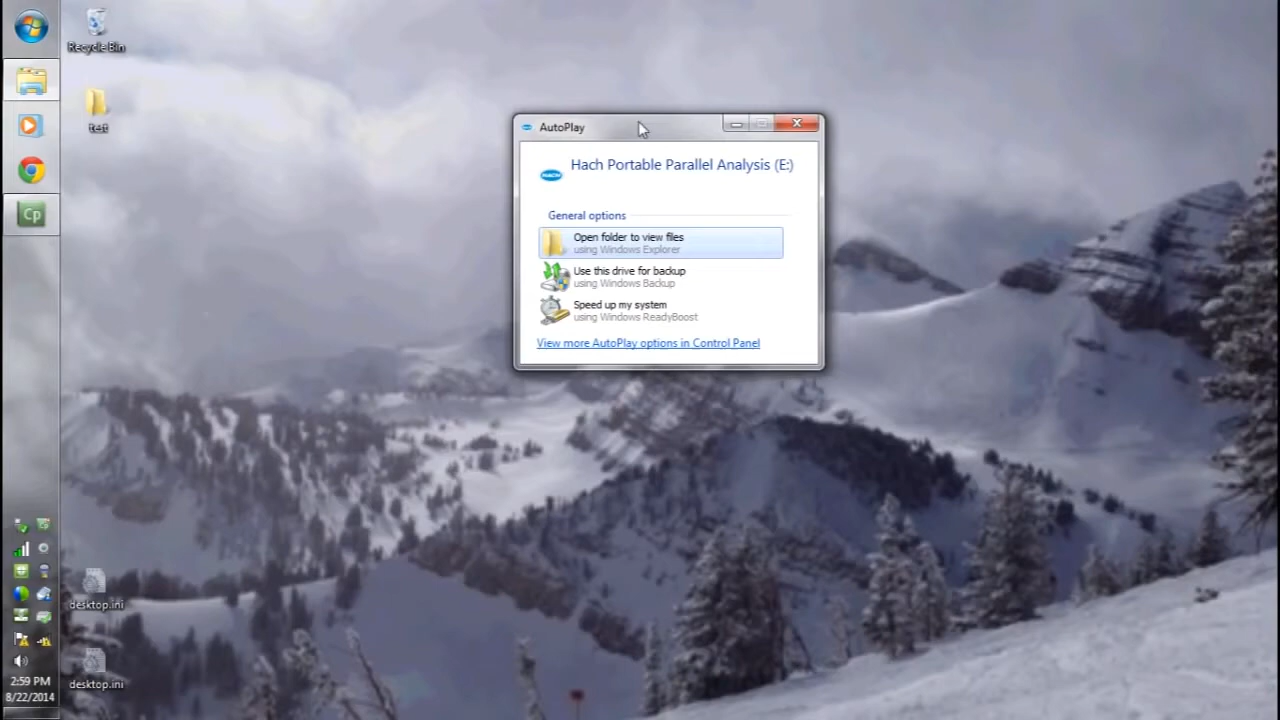 Recycle Bin
test
AutoPlay
HACH
Hach Portable Parallel Analysis (E:)
General options
Open folder to view files
using Windows Explorer
Use this drive for backup
using Windows Backup
Speed up my system
using Windows ReadyBoost
View more AutoPlay options in Control Panel
Cp
desktop.ini
desktop.ini
2:59 PM
8/22/2014